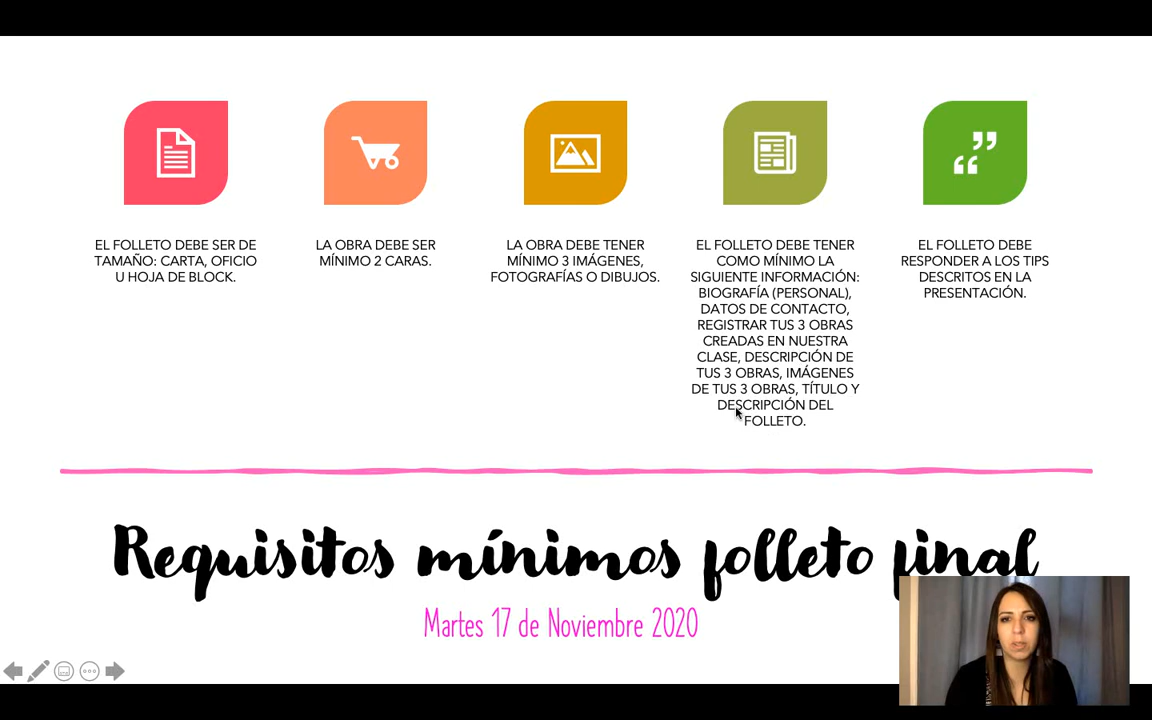 EL FOLLETO DEBE SER DE
TAMAÑO: CARTA, OFICIO
U HOJA DE BLOCK.
LA OBRA DEBE SER
MÍNIMO 2 CARAS.
LA OBRA DEBE TENER
MÍNIMO 3 IMÁGENES,
FOTOGRAFÍAS O DIBUJOS.
EL FOLLETO DEBE TENER
COMO MÍNIMO LA
SIGUIENTE INFORMACIÓN:
BIOGRAFÍA (PERSONAL),
DATOS DE CONTACTO,
REGISTRAR TUS 3 OBRAS
CREADAS EN NUESTRA
CLASE, DESCRIPCIÓN DE
TUS 3 OBRAS, IMÁGENES
DE TUS 3 OBRAS, TÍTULO Y
DESCRIPCIÓN DEL
FOLLETO.
EL FOLLETO DEBE
RESPONDER A LOS TIPS
DESCRITOS EN LA
PRESENTACIÓN.
Requisitos mínimos folleto final
Martes 17 de Noviembre 2020